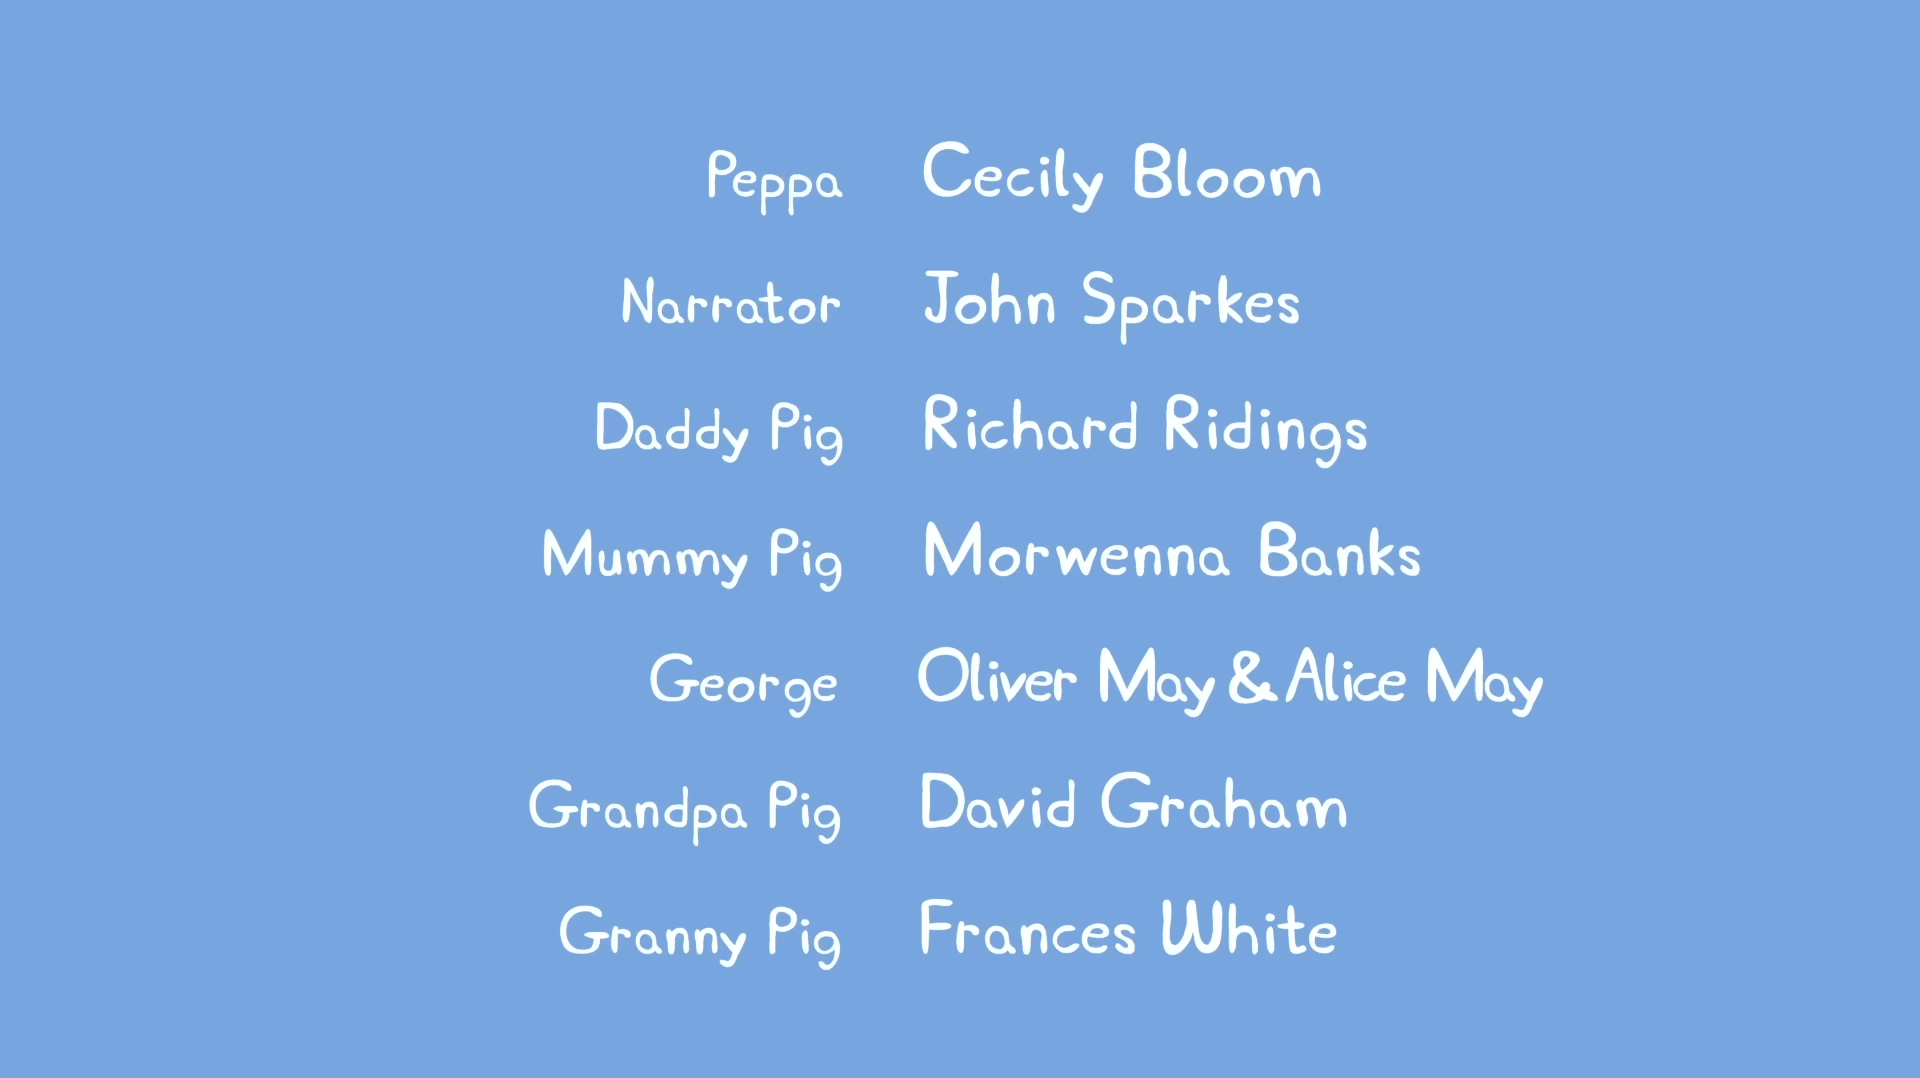 Peppa Cecily Bloom
Narrator John Sparkes
Daddy Pig Richard Ridings
Mummy Pig Morwenna Banks
George Oliver May & Alice May
Grandpa Pig David Graham
Granny Pig Frances White